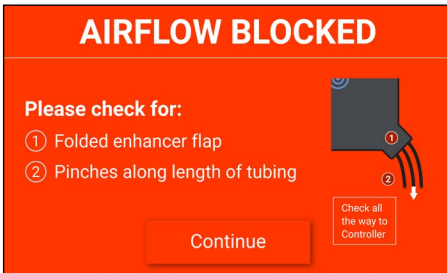 AIRFLOW BLOCKED
Please check for:
1 Folded enhancer flap
2 Pinches along length of tubing
1
2
Check all
the way to
Controller
Continue